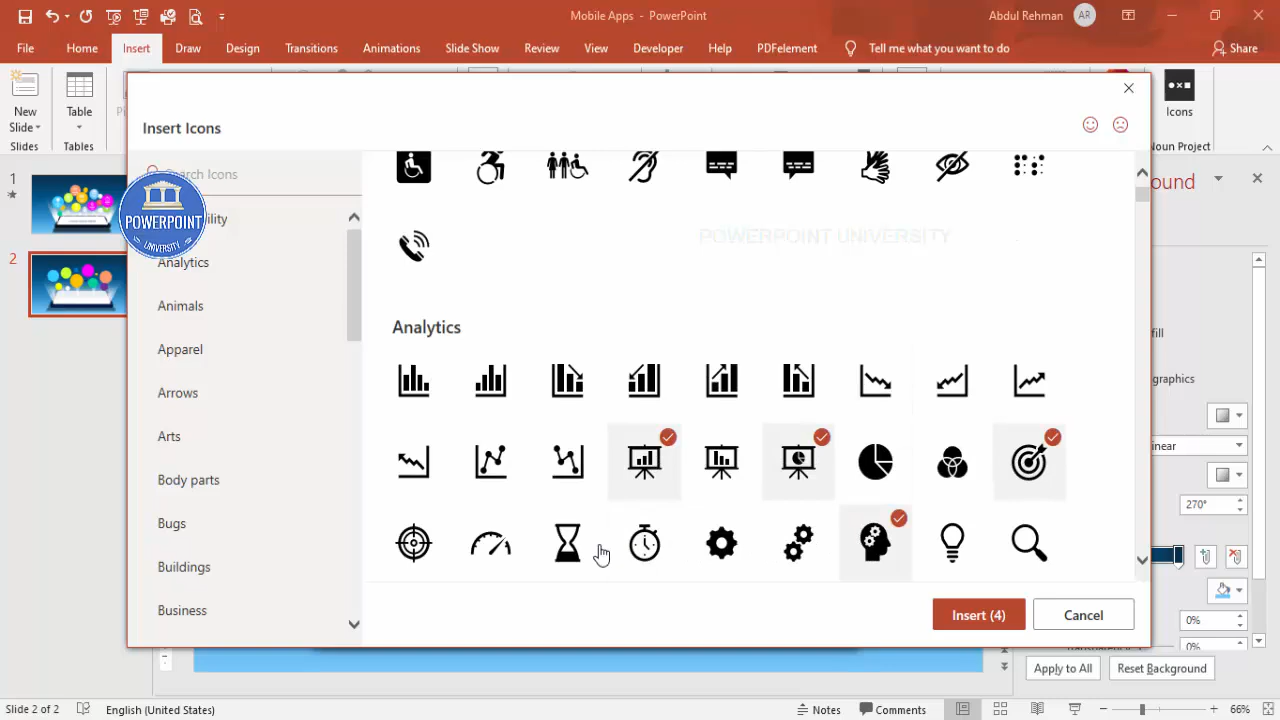 Mobile Apps - PowerPoint
Abdul Rehman
AR
File
Home
Insert
Draw
Design
Transitions
Animations
Slide Show
Review
View
Developer
Help
PDFelement
Tell me what you want to do
Share
New
Slide
Slides
Table
Tables
Icons
Noun Project
Insert Icons
Search Icons
Analytics
Animals
Apparel
Arrows
Arts
Body parts
Bugs
Buildings
Business
POWERPOINT
UNIVERSITY
POWERPOINT UNIVERSITY
Analytics
Insert (4)
Cancel
1
2
270°
0%
0%
Apply to All
Reset Background
Slide 2 of 2
English (United States)
Notes
Comments
66%